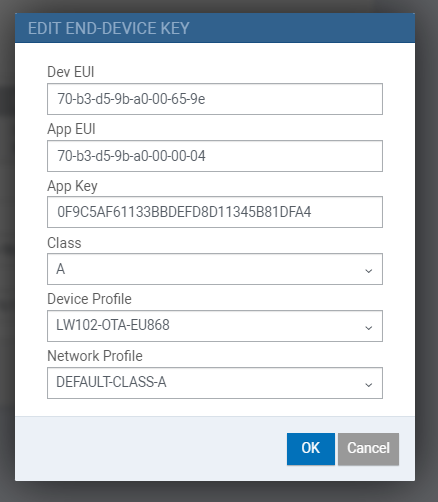 EDIT END-DEVICE KEY
Dev EUI
70-b3-d5-9b-a0-00-65-9e
App EUI
70-b3-d5-9b-a0-00-00-04
App Key
0F9C5AF61133BBDEFD8D11345B81DFA4
Class
A
Device Profile
LW102-OTA-EU868
Network Profile
DEFAULT-CLASS-A
OK Cancel